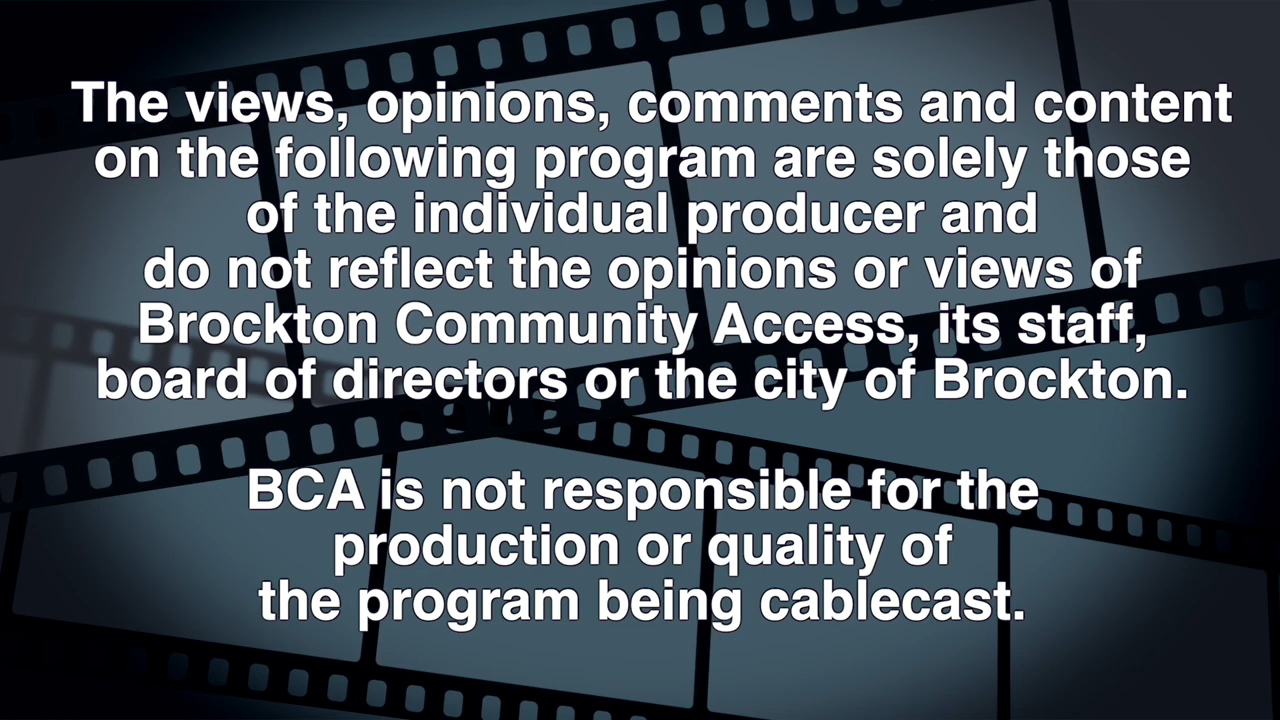 The views, opinions, comments and content
on the following program are solely those
of the individual producer and
do not reflect the opinions or views of
Brockton Community Access, its staff,
board of directors or the city of Brockton.
BCA is not responsible for the
production or quality of
the program being cablecast.